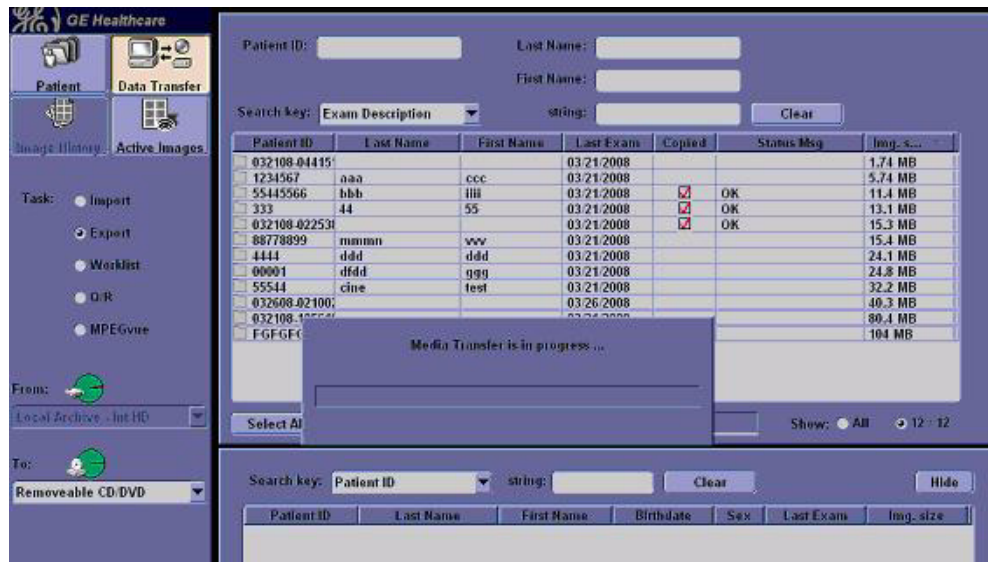 GE Healthcare
Patient ID: Last Name:
Patient Data Transfer
First Name:
Search key: Exam Description string: Clear
Image History Active Images
Patient ID Last Name First Name Last Exam Copied Status Msg Img. s...
032108-04415 03/21/2008 1.74 MB
1234567 aaa ccc 03/21/2008 5.74 MB
55445566 bbb iiii 03/21/2008 OK 11.4 MB
333 44 55 03/21/2008 OK 13.1 MB
032108-02253 03/21/2008 OK 15.3 MB
88778899 mmmn vvv 03/21/2008 15.4 MB
4444 ddd ddd 03/21/2008 24.1 MB
00001 dfdd ggg 03/21/2008 24.8 MB
55544 cine test 03/21/2008 32.2 MB
032608-02100 03/26/2008 40.3 MB
80.4 MB
104 MB
Task: Import
Export
Worklist
Q/R
MPEGvue
Media Transfer is in progress ...
From:
Local Archive - Int HD
Select Al Show: All 12 : 12
To:
Removeable CD/DVD
Search key: Patient ID string: Clear Hide
Patient ID Last Name First Name Birthdate Sex Last Exam Img. size